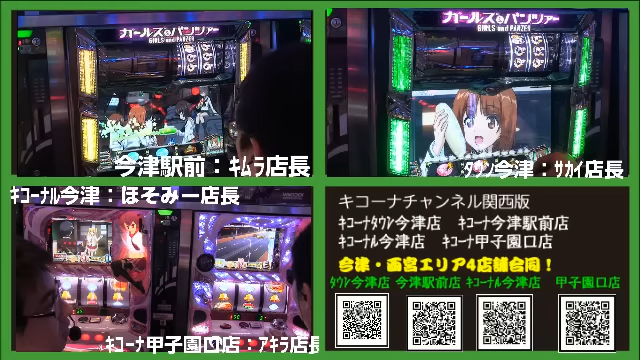 ガールズ&パンツァー
GIRLS und PANZER
今津駅前：ｷﾑﾗ店長
ガールズ&パンツァー
GIRLS und PANZER
ﾀｳﾝ今津：ｻｶｲ店長
ｷｺｰﾅﾙ今津：ほそみー店長
ｷｺｰﾅ甲子園口店：ｱｷﾗ店長
キコーナチャンネル関西版
ｷｺｰﾅﾀｳﾝ今津店　ｷｺｰﾅ今津駅前店
ｷｺｰﾅﾙ今津店　ｷｺｰﾅ甲子園口店
今津・西宮エリア4店舗合同！
ﾀｳﾝ今津店 今津駅前店 ｷｺｰﾅﾙ今津店　甲子園口店